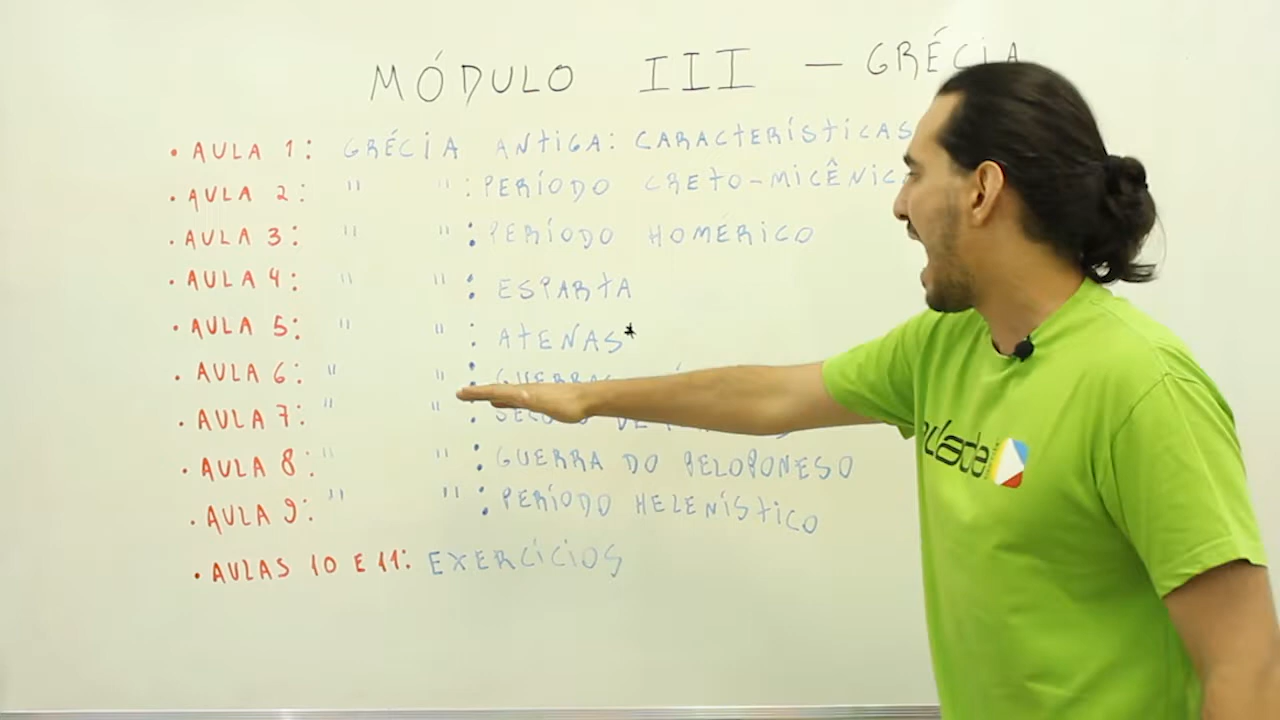 MÓDULO III - GRÉCIA
• AULA 1: GRÉCIA ANTIGA: CARACTERÍSTICAS
• AULA 2: " ": PERÍODO
• AULA 3: " ": PERÍODO HOMÉRICO
• AULA 4: " ": ESPARTA
• AULA 5: " ": ATENAS*
• AULA 6: " ":
• AULA 7: " ": DE
• AULA 8: " ": GUERRA DO PELOPONESO
• AULA 9: " ": PERÍODO HELENÍSTICO
• AULAS 10 E 11: EXERCÍCIOS